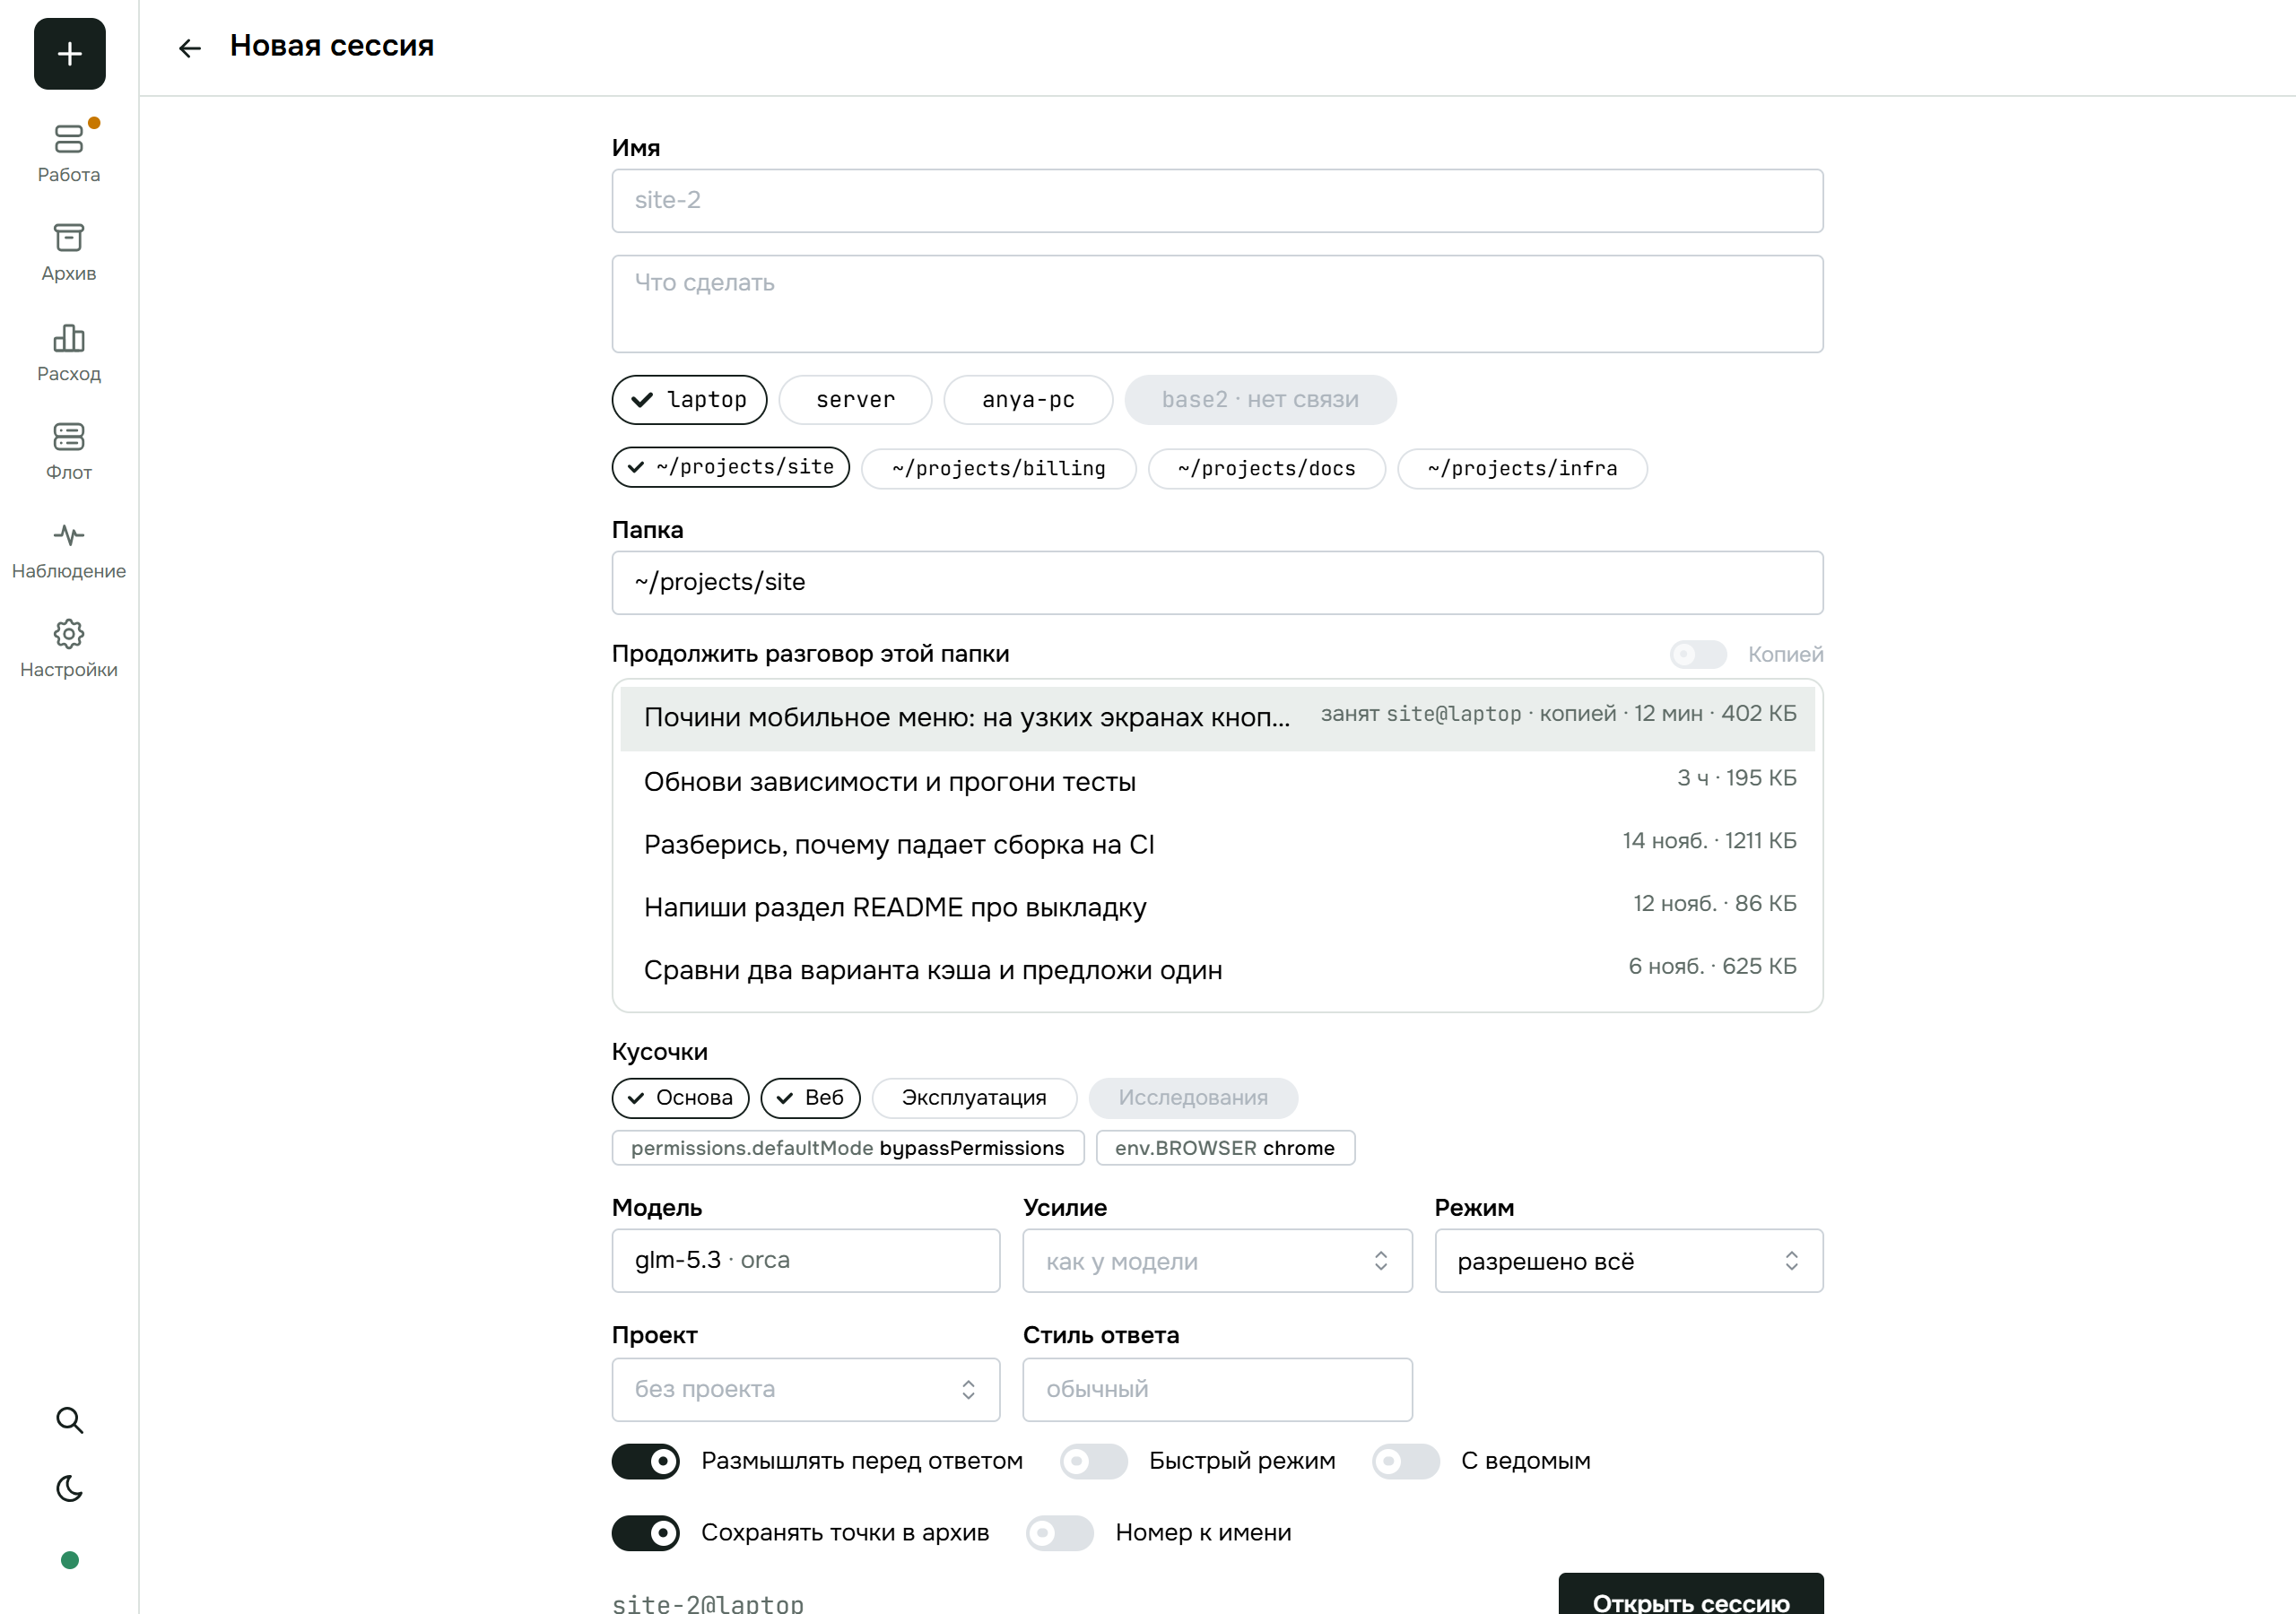 Новая сессия
Работа
Архив
Расход
Флот
Наблюдение
Настройки
Имя
site-2
Что сделать
laptop server anya-pc base2 · нет связи
~/projects/site ~/projects/billing ~/projects/docs ~/projects/infra
Папка
~/projects/site
Продолжить разговор этой папки Копией
Почини мобильное меню: на узких экранах кноп... занят site@laptop · копией · 12 мин · 402 КБ
Обнови зависимости и прогони тесты 3 ч · 195 КБ
Разберись, почему падает сборка на CI 14 нояб. · 1211 КБ
Напиши раздел README про выкладку 12 нояб. · 86 КБ
Сравни два варианта кэша и предложи один 6 нояб. · 625 КБ
Кусочки
Основа Веб Эксплуатация Исследования
permissions.defaultMode bypassPermissions env.BROWSER chrome
Модель Усилие Режим
glm-5.3 · orca как у модели разрешено всё
Проект Стиль ответа
без проекта обычный
Размышлять перед ответом Быстрый режим С ведомым
Сохранять точки в архив Номер к имени
site-2@laptop Открыть сессию